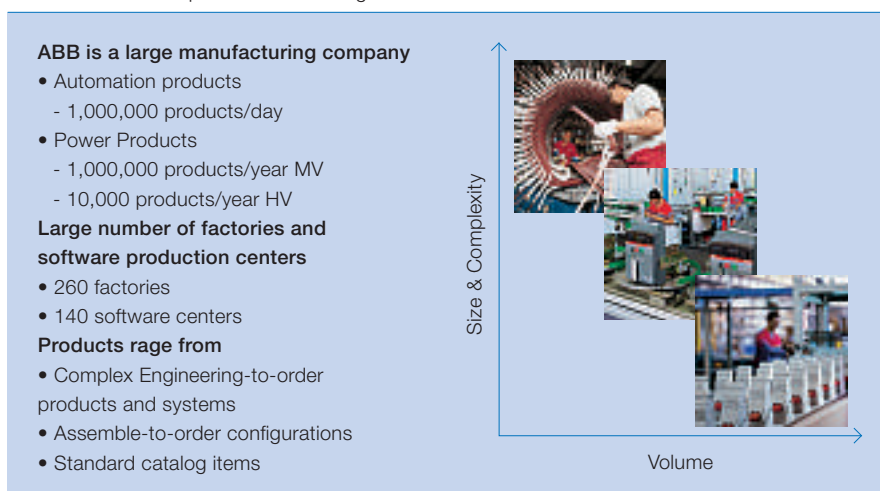 ABB is a large manufacturing company
• Automation products
- 1,000,000 products/day
• Power Products
- 1,000,000 products/year MV
- 10,000 products/year HV
Large number of factories and
software production centers
• 260 factories
• 140 software centers
Products rage from
• Complex Engineering-to-order
products and systems
• Assemble-to-order configurations
• Standard catalog items
Size & Complexity
Volume